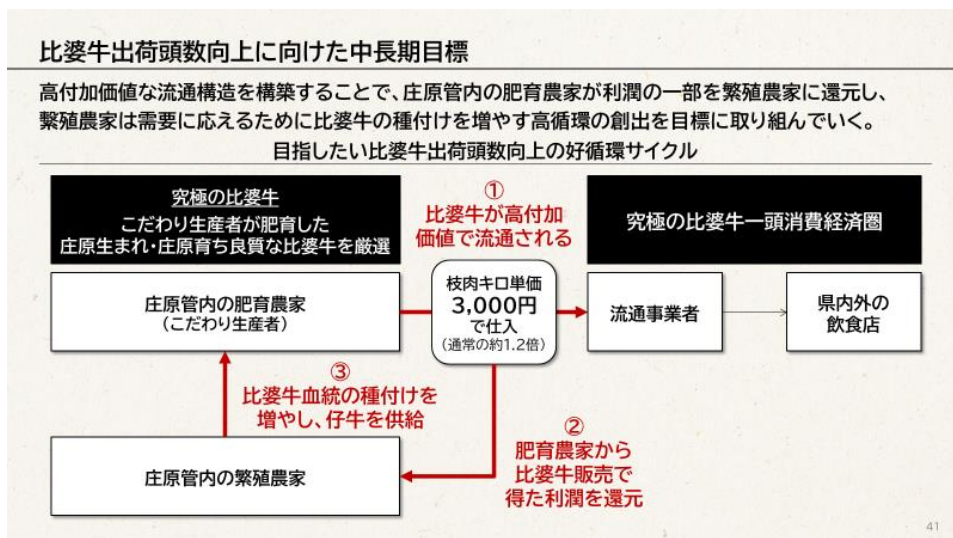 比婆牛出荷頭数向上に向けた中長期目標
高付加価値な流通構造を構築することで、庄原管内の肥育農家が利潤の一部を繁殖農家に還元し、
繫殖農家は需要に応えるために比婆牛の種付けを増やす高循環の創出を目標に取り組んでいく。
目指したい比婆牛出荷頭数向上の好循環サイクル
究極の比婆牛
こだわり生産者が肥育した
庄原生まれ・庄原育ち良質な比婆牛を厳選
①
比婆牛が高付加
価値で流通される
究極の比婆牛一頭消費経済圏
庄原管内の肥育農家
（こだわり生産者）
枝肉キロ単価
3,000円
で仕入
（通常の約1.2倍）
流通事業者
県内外の
飲食店
③
比婆牛血統の種付けを
増やし、仔牛を供給
②
肥育農家から
比婆牛販売で
得た利潤を還元
庄原管内の繁殖農家
41